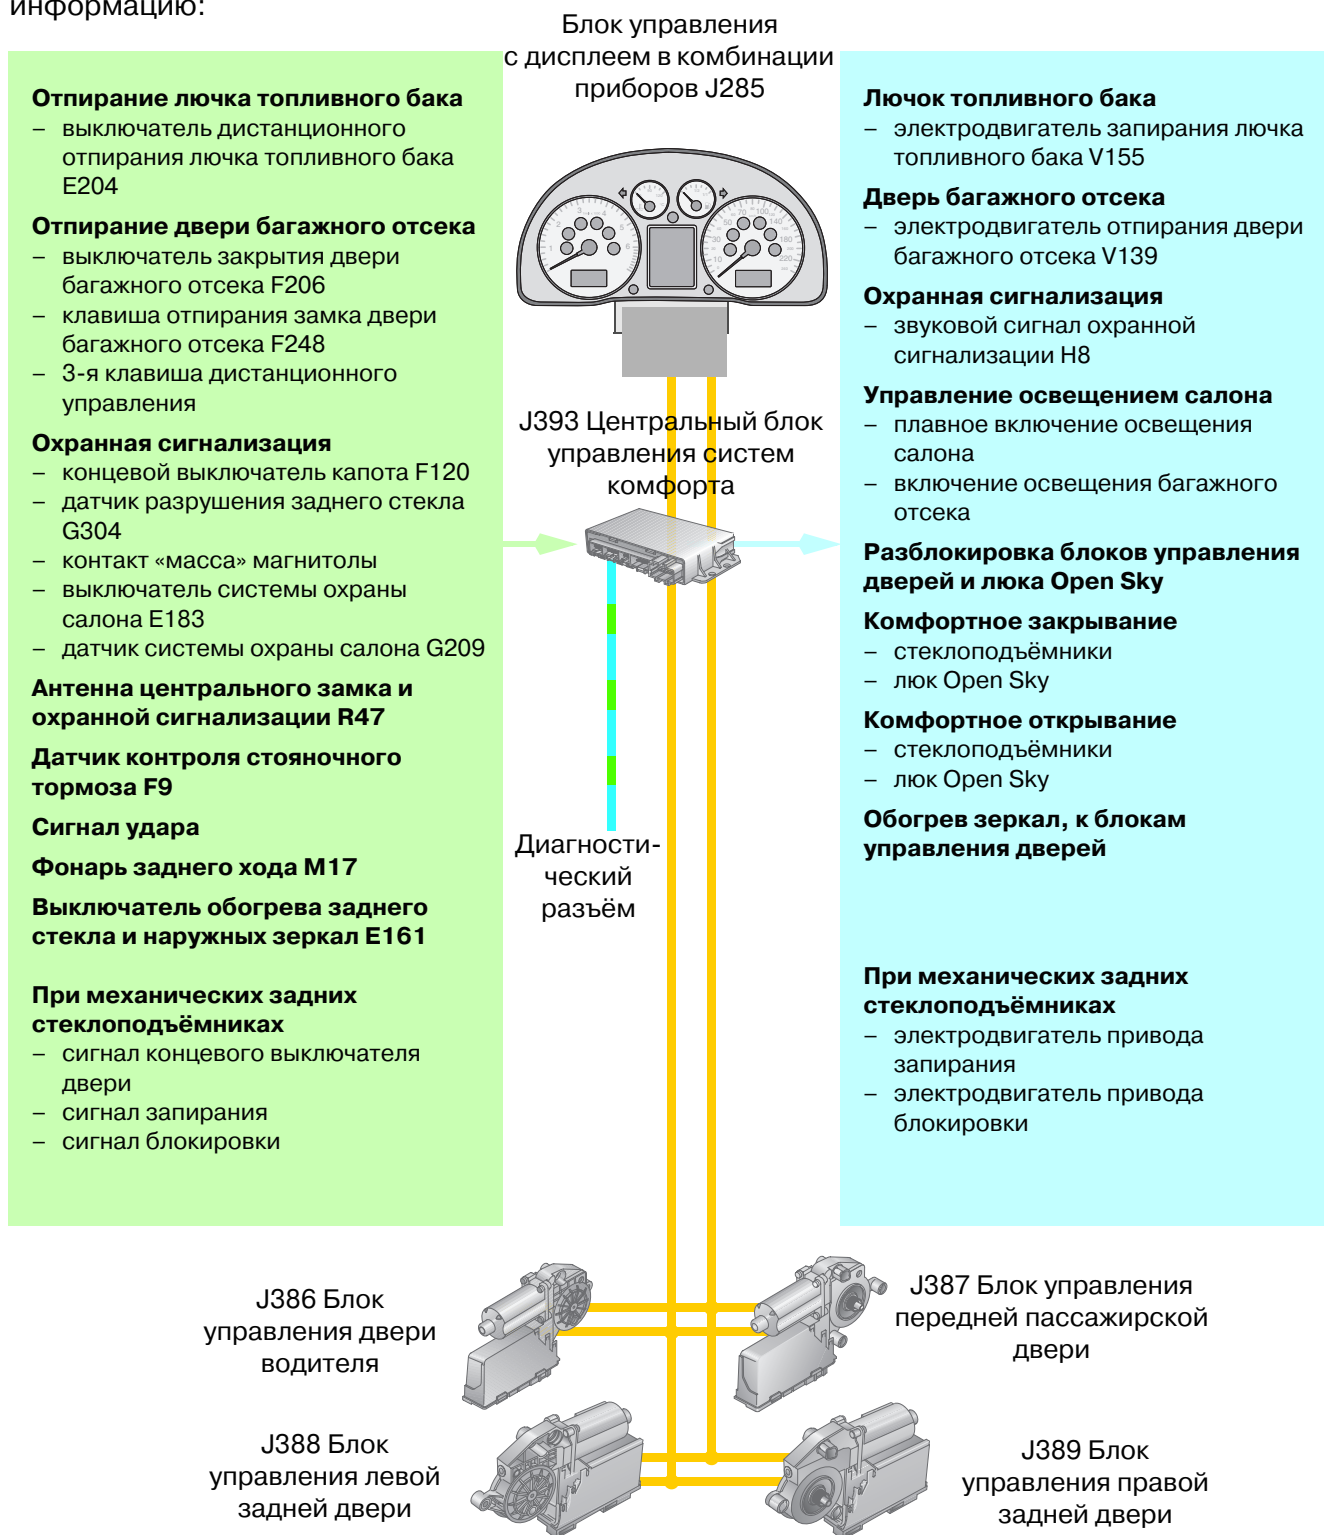 информацию:
Блок управления
с дисплеем в комбинации
приборов J285
Отпирание лючка топливного бака
– выключатель дистанционного
отпирания лючка топливного бака
E204
Отпирание двери багажного отсека
– выключатель закрытия двери
багажного отсека F206
– клавиша отпирания замка двери
багажного отсека F248
– 3-я клавиша дистанционного
управления
Охранная сигнализация
– концевой выключатель капота F120
– датчик разрушения заднего стекла
G304
– контакт «масса» магнитолы
– выключатель системы охраны
салона E183
– датчик системы охраны салона G209
Антенна центрального замка и
охранной сигнализации R47
Датчик контроля стояночного
тормоза F9
Сигнал удара
Фонарь заднего хода M17
Выключатель обогрева заднего
стекла и наружных зеркал E161
При механических задних
стеклоподъёмниках
– сигнал концевого выключателя
двери
– сигнал запирания
– сигнал блокировки
J393 Центральный блок
управления систем
комфорта
Диагности-
ческий
разъём
Лючок топливного бака
– электродвигатель запирания лючка
топливного бака V155
Дверь багажного отсека
– электродвигатель отпирания двери
багажного отсека V139
Охранная сигнализация
– звуковой сигнал охранной
сигнализации H8
Управление освещением салона
– плавное включение освещения
салона
– включение освещения багажного
отсека
Разблокировка блоков управления
дверей и люка Open Sky
Комфортное закрывание
– стеклоподъёмники
– люк Open Sky
Комфортное открывание
– стеклоподъёмники
– люк Open Sky
Обогрев зеркал, к блокам
управления дверей
При механических задних
стеклоподъёмниках
– электродвигатель привода
запирания
– электродвигатель привода
блокировки
J386 Блок
управления двери
водителя
J387 Блок управления
передней пассажирской
двери
J388 Блок
управления левой
задней двери
J389 Блок
управления правой
задней двери